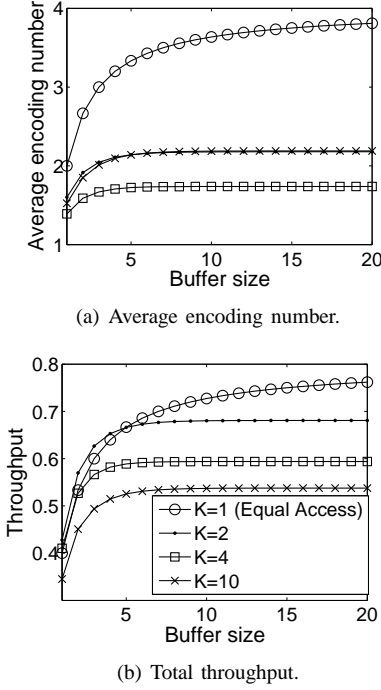 4
3
2
1
Average encoding number
5 10 15 20
Buffer size
(a) Average encoding number.
0.8
0.7
0.6
0.5
0.4
Throughput
K=1 (Equal Access)
K=2
K=4
K=10
5 10 15 20
Buffer size
(b) Total throughput.